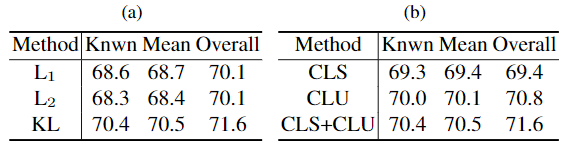 (a)
Method Knwn Mean Overall
L1 68.6 68.7 70.1
L2 68.3 68.4 70.1
KL 70.4 70.5 71.6
(b)
Method Knwn Mean Overall
CLS 69.3 69.4 69.4
CLU 70.0 70.1 70.8
CLS+CLU 70.4 70.5 71.6